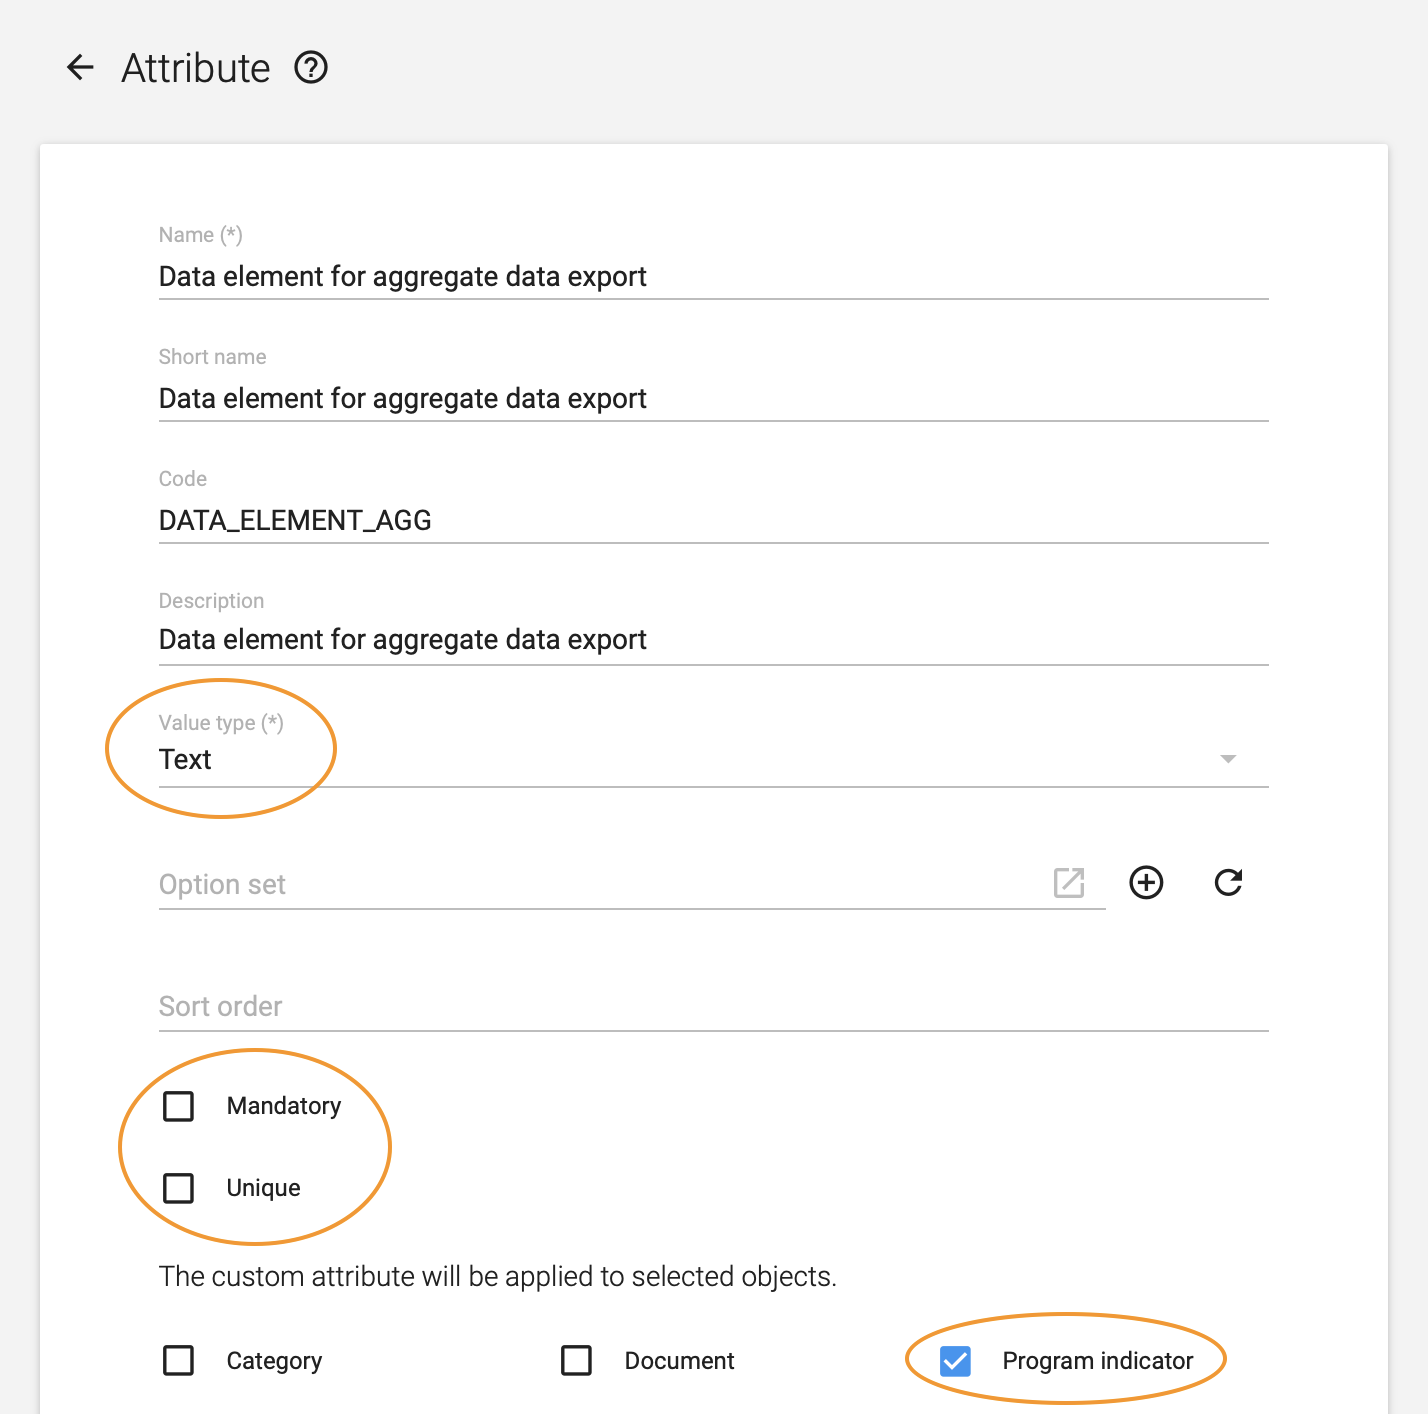 Attribute
Name (*)
Data element for aggregate data export
Short name
Data element for aggregate data export
Code
DATA_ELEMENT_AGG
Description
Data element for aggregate data export
Value type (*)
Text
Option set
Sort order
Mandatory
Unique
The custom attribute will be applied to selected objects.
Category Document Program indicator